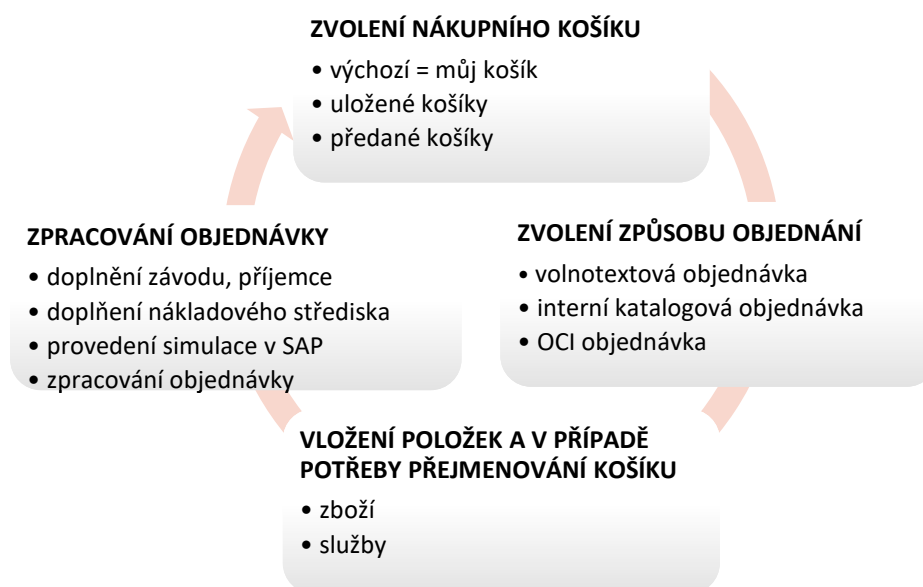 ZVOLENÍ NÁKUPNÍHO KOŠÍKU
• výchozí = můj košík
• uložené košíky
• předané košíky
ZVOLENÍ ZPŮSOBU OBJEDNÁNÍ
• volnotextová objednávka
• interní katalogová objednávka
• OCI objednávka
VLOŽENÍ POLOŽEK A V PŘÍPADĚ
POTŘEBY PŘEJMENOVÁNÍ KOŠÍKU
• zboží
• služby
ZPRACOVÁNÍ OBJEDNÁVKY
• doplnění závodu, příjemce
• doplňení nákladového střediska
• provedení simulace v SAP
• zpracování objednávky